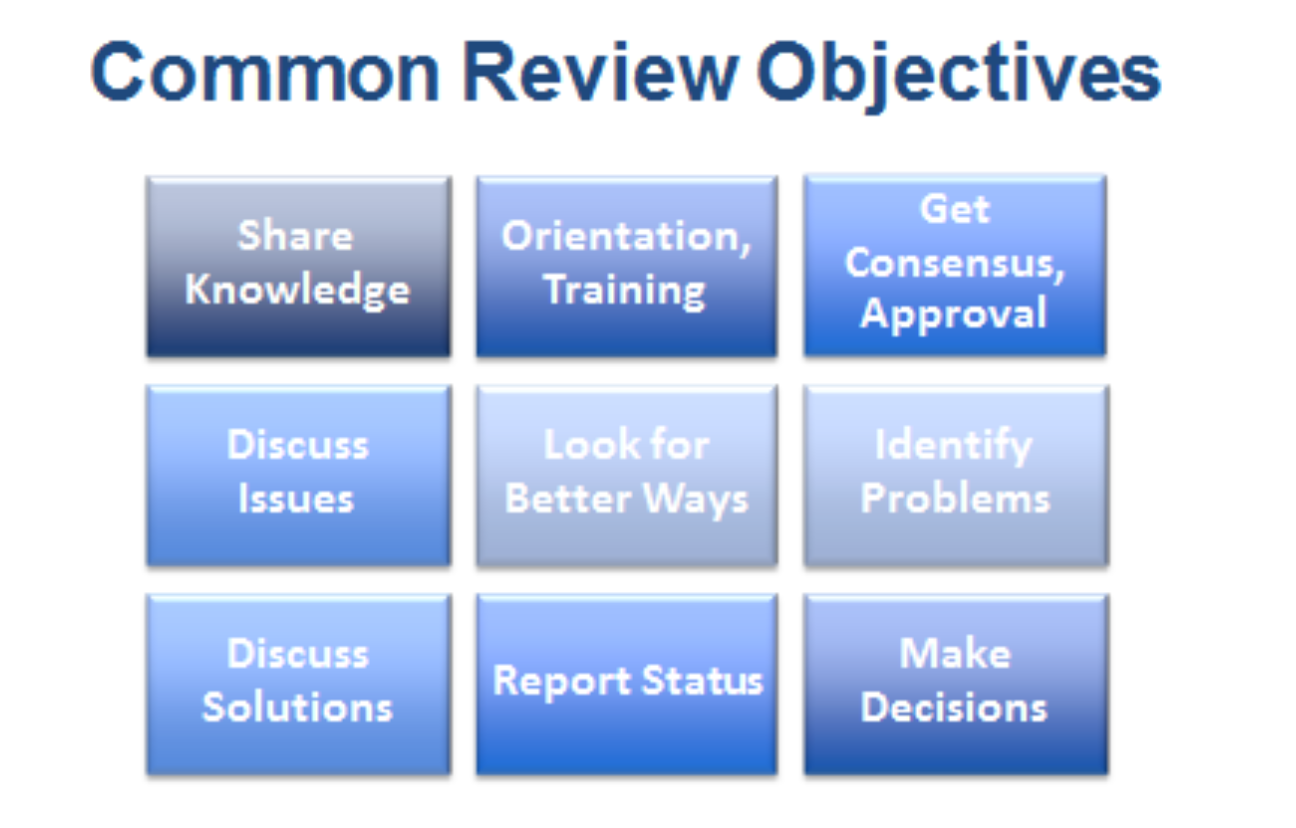 Common Review Objectives
Share
Knowledge
Orientation,
Training
Get
Consensus,
Approval
Discuss
Issues
Look for
Better Ways
Identify
Problems
Discuss
Solutions
Report Status
Make
Decisions